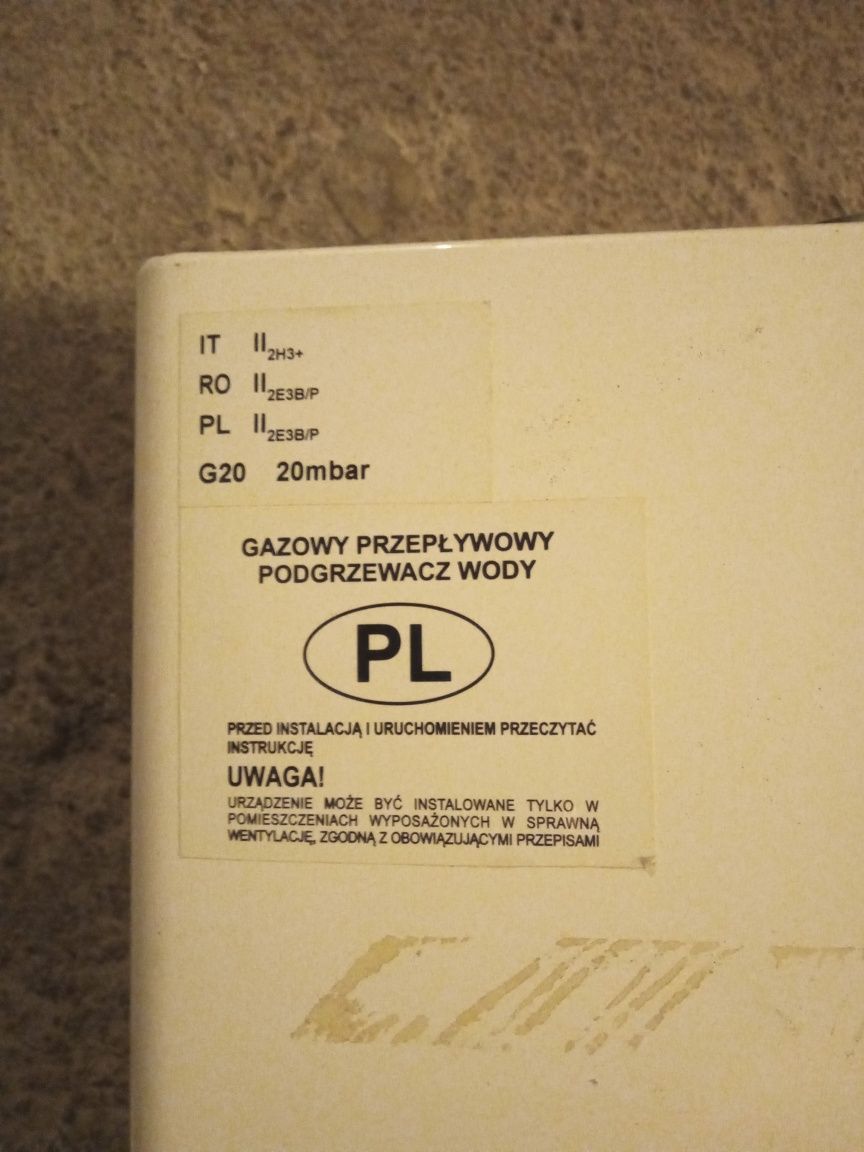 IT II2H3+
RO II2E3B/P
PL II2E3B/P
G20 20mbar
GAZOWY PRZEPŁYWOWY
PODGRZEWACZ WODY
PL
PRZED INSTALACJĄ I URUCHOMIENIEM PRZECZYTAĆ
INSTRUKCJĘ
UWAGA!
URZĄDZENIE MOŻE BYĆ INSTALOWANE TYLKO W
POMIESZCZENIACH WYPOSAŻONYCH W SPRAWNĄ
WENTYLACJĘ, ZGODNĄ Z OBOWIĄZUJĄCYMI PRZEPISAMI